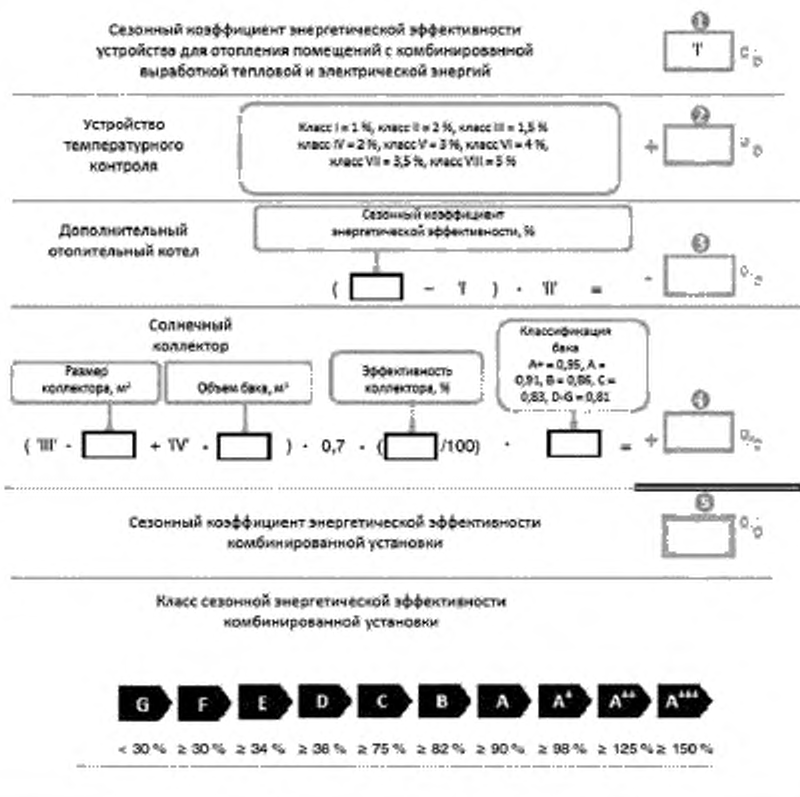 Сезонный коэффициент энергетической эффективности
устройства для отопления помещений с комбинированной
выработкой тепловой и электрической энергий
1
'I'
%
Устройство
температурного
контроля
Класс I = 1 %, класс II = 2 %, класс III = 1,5 %
класс IV = 2 %, класс V = 3 %, класс VI = 4 %,
класс VII = 3,5 %, класс VIII = 5 %
2
+ %
Дополнительный
отопительный котел
Сезонный коэффициент
энергетической эффективности, %
3
( – 'I' ) · 'II' = - %
Солнечный
коллектор
Размер
коллектора, м²
Объем бака, м³
Эффективность
коллектора, %
Классификация
бака
A+ = 0,95, A =
0,91, B = 0,86, C =
0,83, D-G = 0,81
4
( 'III' · + 'IV' · ) · 0,7 · ( /100) · = + %
5
Сезонный коэффициент энергетической эффективности
комбинированной установки
%
Класс сезонной энергетической эффективности
комбинированной установки
G F E D C B A A⁺ A⁺⁺ A⁺⁺⁺
< 30 % ≥ 30 % ≥ 34 % ≥ 36 % ≥ 75 % ≥ 82 % ≥ 90 % ≥ 98 % ≥ 125 % ≥ 150 %